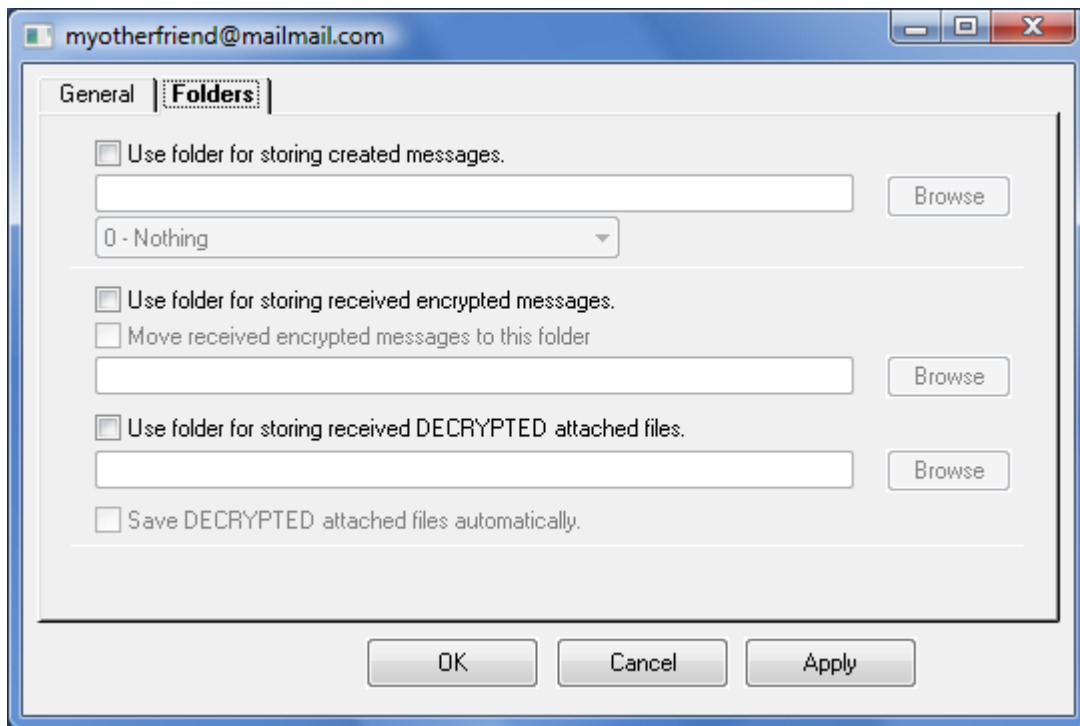 myotherfriend@mailmail.com
General Folders
Use folder for storing created messages.
Browse
0 - Nothing
Use folder for storing received encrypted messages.
Move received encrypted messages to this folder
Browse
Use folder for storing received DECRYPTED attached files.
Browse
Save DECRYPTED attached files automatically.
OK Cancel Apply